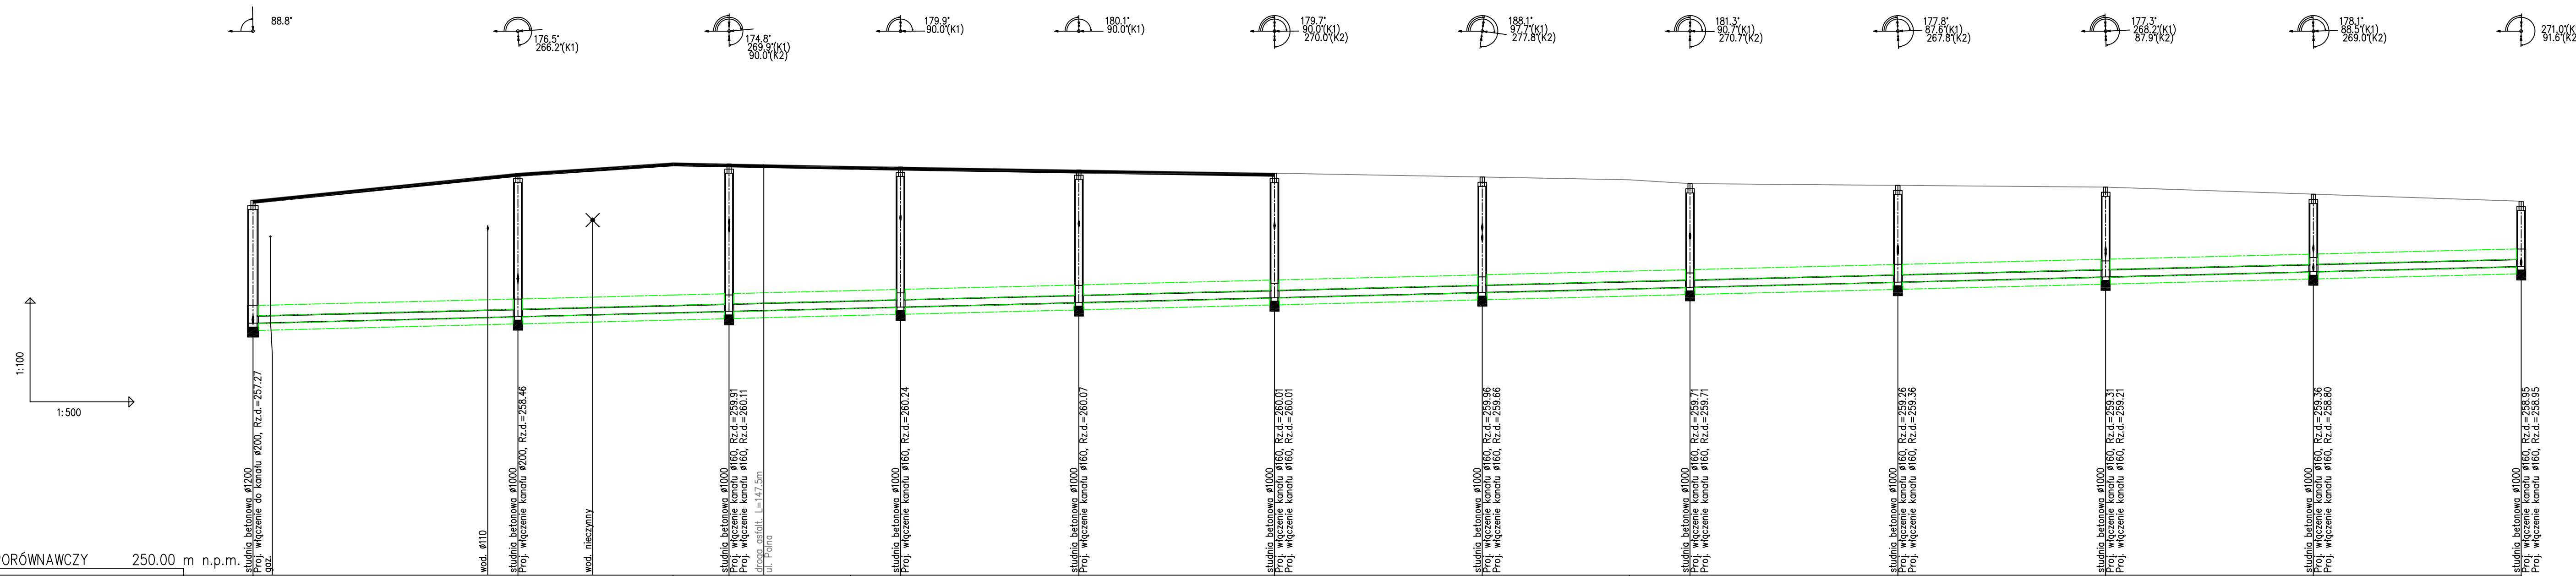 88.8°
176.5°
266.2°(K1)
174.8°
269.9°(K1)
90.0°(K2)
179.9°
90.0°(K1)
180.1°
90.0°(K1)
179.7°
90.0°(K1)
270.0°(K2)
188.1°
97.7°(K1)
277.8°(K2)
181.3°
90.7°(K1)
270.7°(K2)
177.8°
87.6°(K1)
267.8°(K2)
177.3°
268.2°(K1)
87.9°(K2)
178.1°
88.5°(K1)
269.0°(K2)
271.0°(K
91.6°(K2
1:100
1:500
PORÓWNAWCZY 250.00 m n.p.m.
studnia betonowa ø1200
Proj. włączenie do kanału ø200, Rz.d.=257.27
gaz.
wod. ø110
studnia betonowa ø1000
Proj. włączenie kanału ø200, Rz.d.=258.46
wod. nieczynny
studnia betonowa ø1000
Proj. włączenie kanału ø160, Rz.d.=259.91
Proj. włączenie kanału ø160, Rz.d.=260.11
droga asfalt. L=147.5m
ul. Polna
studnia betonowa ø1000
Proj. włączenie kanału ø160, Rz.d.=260.24
studnia betonowa ø1000
Proj. włączenie kanału ø160, Rz.d.=260.07
studnia betonowa ø1000
Proj. włączenie kanału ø160, Rz.d.=260.01
Proj. włączenie kanału ø160, Rz.d.=260.01
studnia betonowa ø1000
Proj. włączenie kanału ø160, Rz.d.=259.96
Proj. włączenie kanału ø160, Rz.d.=259.66
studnia betonowa ø1000
Proj. włączenie kanału ø160, Rz.d.=259.71
Proj. włączenie kanału ø160, Rz.d.=259.71
studnia betonowa ø1000
Proj. włączenie kanału ø160, Rz.d.=259.26
Proj. włączenie kanału ø160, Rz.d.=259.36
studnia betonowa ø1000
Proj. włączenie kanału ø160, Rz.d.=259.31
Proj. włączenie kanału ø160, Rz.d.=259.21
studnia betonowa ø1000
Proj. włączenie kanału ø160, Rz.d.=259.36
Proj. włączenie kanału ø160, Rz.d.=258.80
studnia betonowa ø1000
Proj. włączenie kanału ø160, Rz.d.=258.95
Proj. włączenie kanału ø160, Rz.d.=258.95